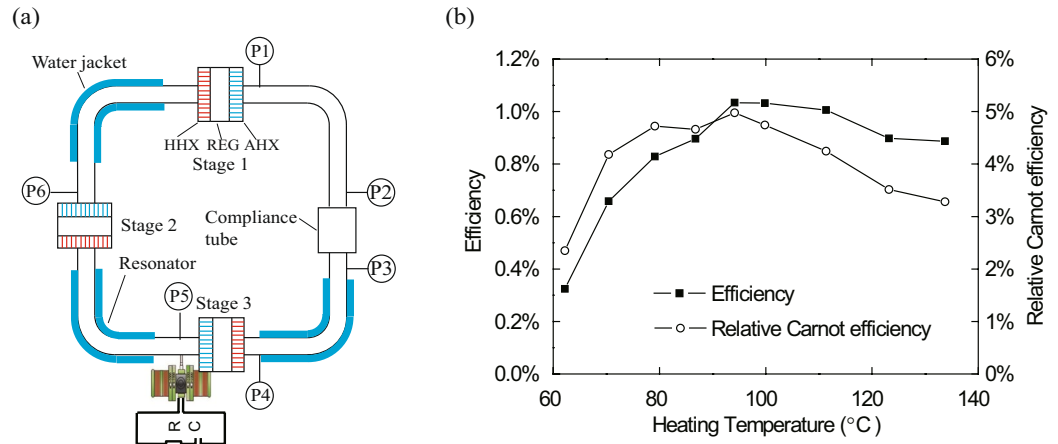 (a)
P1
Water jacket
HHX REG AHX
Stage 1
P6
P2
Stage 2
Compliance
tube
Resonator
P3
P5
Stage 3
P4
R
C
(b)
1.2%
1.0%
0.8%
0.6%
0.4%
0.2%
0.0%
Efficiency
6%
5%
4%
3%
2%
1%
0%
Relative Carnot efficiency
Efficiency
Relative Carnot efficiency
60 80 100 120 140
Heating Temperature (°C)